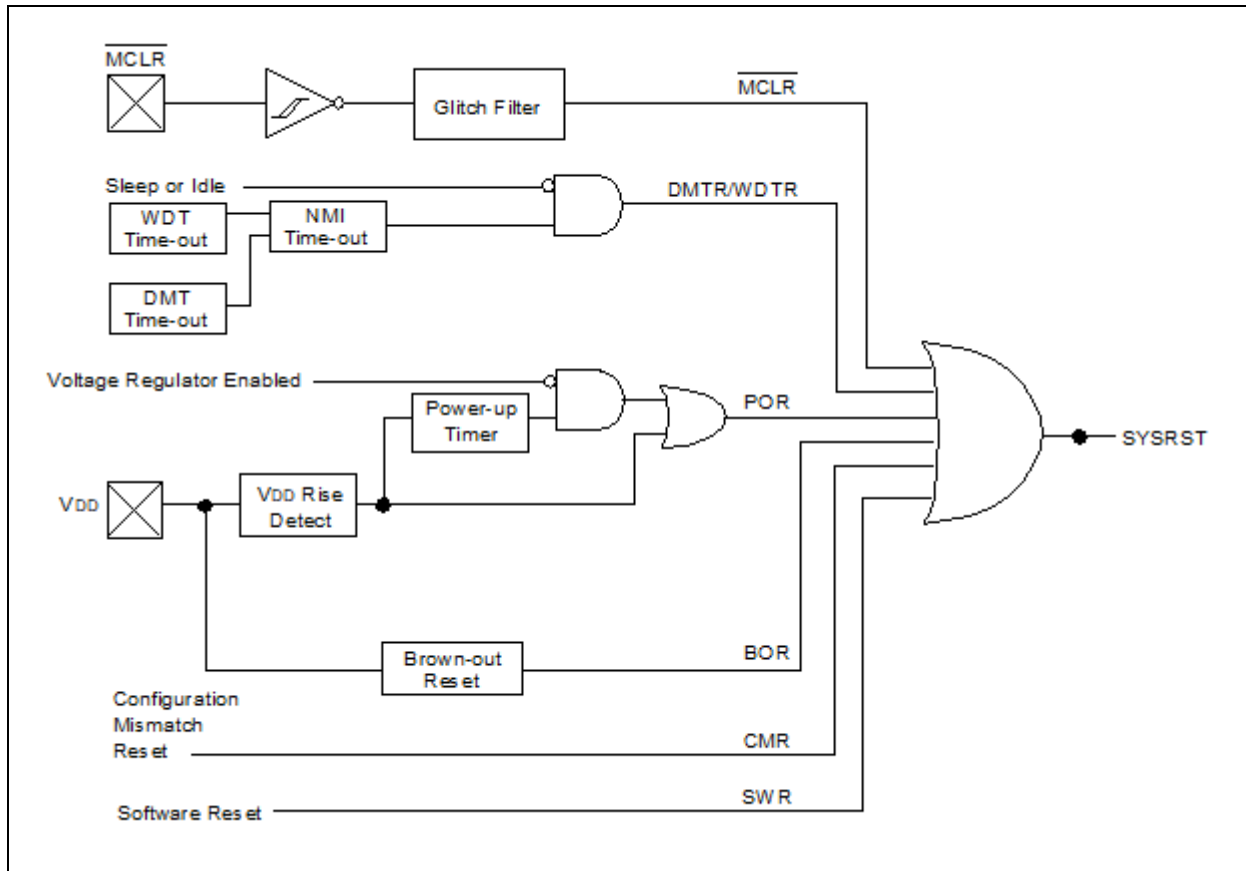 MCLR
Glitch Filter
MCLR
Sleep or Idle
DMTR/WDTR
WDT
Time-out
NMI
Time-out
DMT
Time-out
Voltage Regulator Enabled
Power-up
Timer
POR
SYSRST
VDD
VDD Rise
Detect
Brown-out
Reset
BOR
Configuration
Mismatch
Reset
CMR
Software Reset
SWR